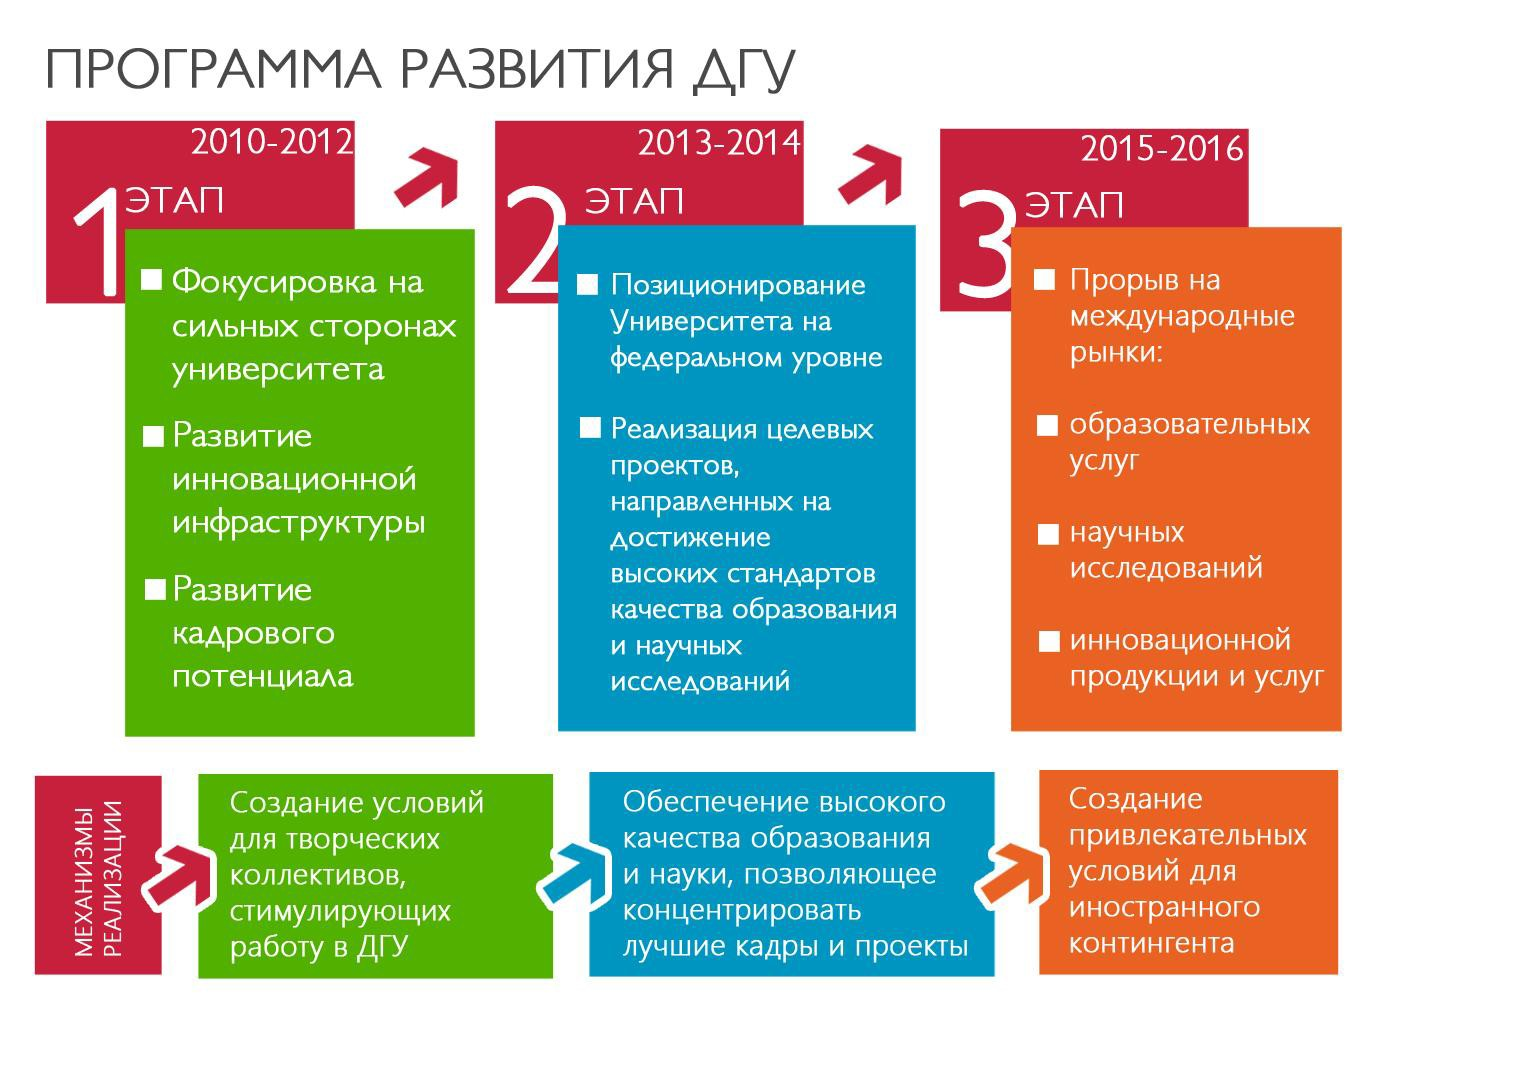 ПРОГРАММА РАЗВИТИЯ ДГУ
2010-2012
1 ЭТАП
Фокусировка на
сильных сторонах
университета
Развитие
инновационной
инфраструктуры
Развитие
кадрового
потенциала
2013-2014
2 ЭТАП
Позиционирование
Университета на
федеральном уровне
Реализация целевых
проектов,
направленных на
достижение
высоких стандартов
качества образования
и научных
исследований
2015-2016
3 ЭТАП
Прорыв на
международные
рынки:
образовательных
услуг
научных
исследований
инновационной
продукции и услуг
МЕХАНИЗМЫ
РЕАЛИЗАЦИИ
Создание условий
для творческих
коллективов,
стимулирующих
работу в ДГУ
Обеспечение высокого
качества образования
и науки, позволяющее
концентрировать
лучшие кадры и проекты
Создание
привлекательных
условий для
иностранного
контингента